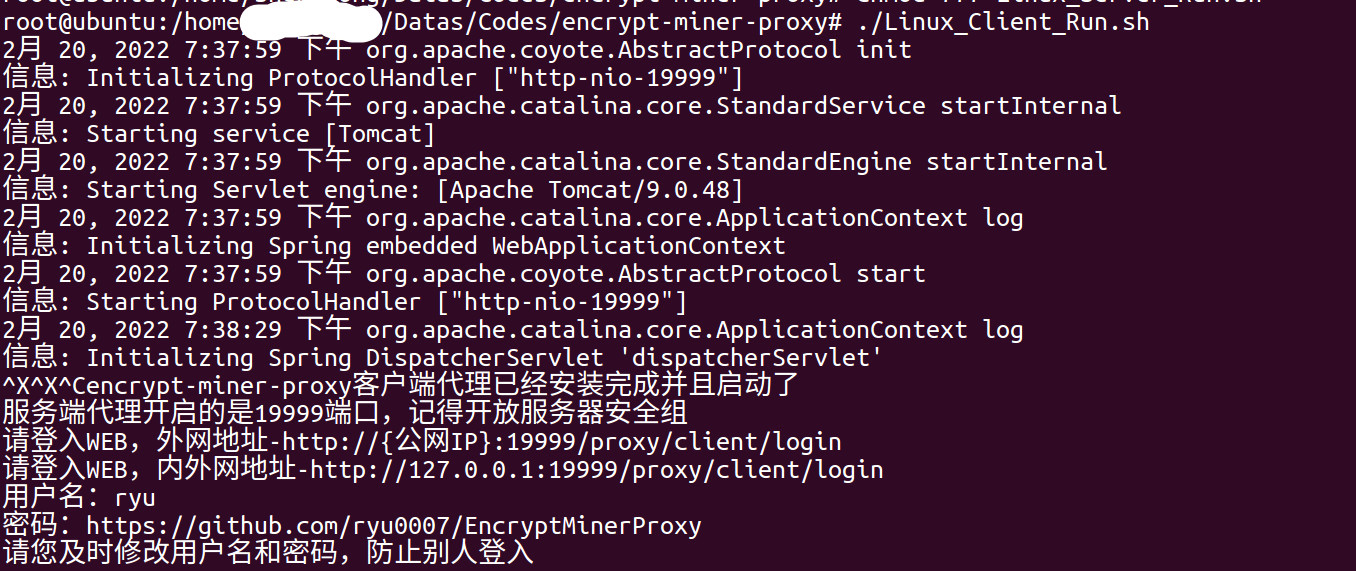 root@ubuntu:/home/ /Datas/Codes/encrypt-miner-proxy# ./Linux_Client_Run.sh
2月 20, 2022 7:37:59 下午 org.apache.coyote.AbstractProtocol init
信息: Initializing ProtocolHandler ["http-nio-19999"]
2月 20, 2022 7:37:59 下午 org.apache.catalina.core.StandardService startInternal
信息: Starting service [Tomcat]
2月 20, 2022 7:37:59 下午 org.apache.catalina.core.StandardEngine startInternal
信息: Starting Servlet engine: [Apache Tomcat/9.0.48]
2月 20, 2022 7:37:59 下午 org.apache.catalina.core.ApplicationContext log
信息: Initializing Spring embedded WebApplicationContext
2月 20, 2022 7:37:59 下午 org.apache.coyote.AbstractProtocol start
信息: Starting ProtocolHandler ["http-nio-19999"]
2月 20, 2022 7:38:29 下午 org.apache.catalina.core.ApplicationContext log
信息: Initializing Spring DispatcherServlet 'dispatcherServlet'
^X^X^Cencrypt-miner-proxy客户端代理已经安装完成并且启动了
服务端代理开启的是19999端口，记得开放服务器安全组
请登入WEB，外网地址-http://{公网IP}:19999/proxy/client/login
请登入WEB，内外网地址-http://127.0.0.1:19999/proxy/client/login
用户名：ryu
密码：https://github.com/ryu0007/EncryptMinerProxy
请您及时修改用户名和密码，防止别人登入